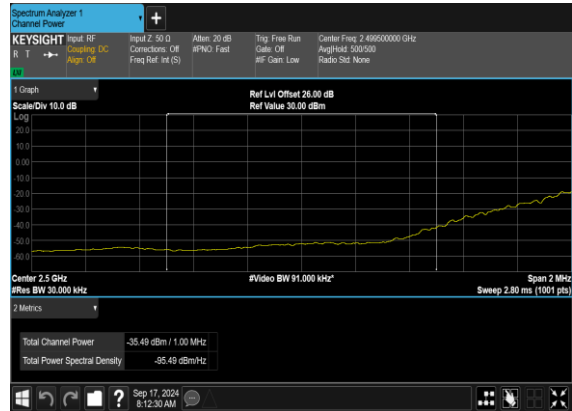 Spectrum Analyzer 1
Channel Power
KEYSIGHT
R T
LW
Input: RF
Coupling: DC
Align: Off
Input Z: 50 Ω
Corrections: Off
Freq Ref: Int (S)
Atten: 20 dB
#PNO: Fast
Trig: Free Run
Gate: Off
#IF Gain: Low
Center Freq: 2.499500000 GHz
Avg|Hold: 500/500
Radio Std: None
1 Graph
Scale/Div 10.0 dB
Ref Lvl Offset 26.00 dB
Ref Value 30.00 dBm
Log
20.0
10.0
0.00
-10.0
-20.0
-30.0
-40.0
-50.0
-60.0
Center 2.5 GHz
#Video BW 91.000 kHz*
Span 2 MHz
#Res BW 30.000 kHz
Sweep 2.80 ms (1001 pts)
2 Metrics
Total Channel Power -35.49 dBm / 1.00 MHz
Total Power Spectral Density -95.49 dBm/Hz
?
Sep 17, 2024
8:12:30 AM